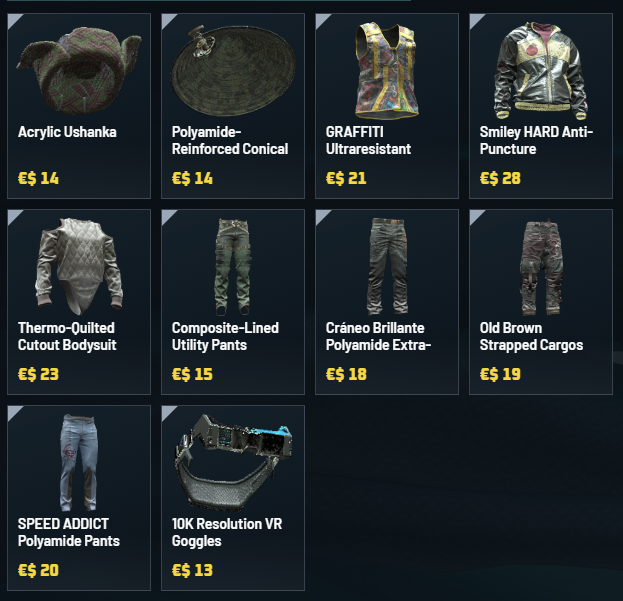 Acrylic Ushanka
€$ 14
Polyamide-
Reinforced Conical
€$ 14
GRAFFITI
Ultraresistant
€$ 21
Smiley HARD Anti-
Puncture
€$ 28
Thermo-Quilted
Cutout Bodysuit
€$ 23
Composite-Lined
Utility Pants
€$ 15
Cráneo Brillante
Polyamide Extra-
€$ 18
Old Brown
Strapped Cargos
€$ 19
SPEED ADDICT
Polyamide Pants
€$ 20
10K Resolution VR
Goggles
€$ 13